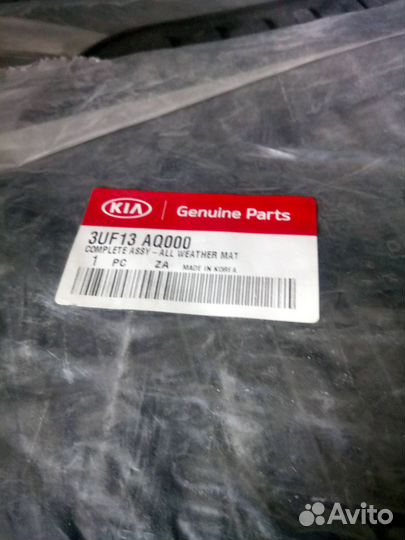 KIA Genuine Parts
3UF13 AQ000
COMPLETE ASSY-ALL WEATHER MAT
1 PC ZA MADE IN KOREA
Avito